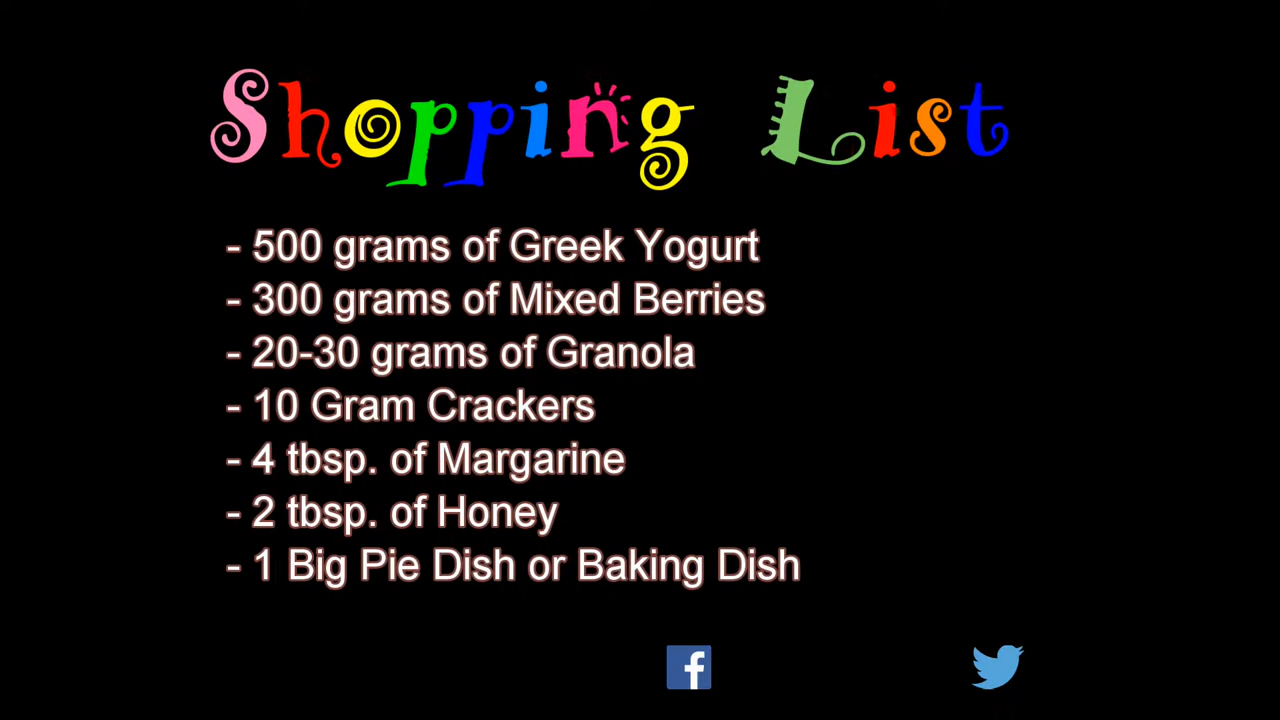 Shopping List
- 500 grams of Greek Yogurt
- 300 grams of Mixed Berries
- 20-30 grams of Granola
- 10 Gram Crackers
- 4 tbsp. of Margarine
- 2 tbsp. of Honey
- 1 Big Pie Dish or Baking Dish